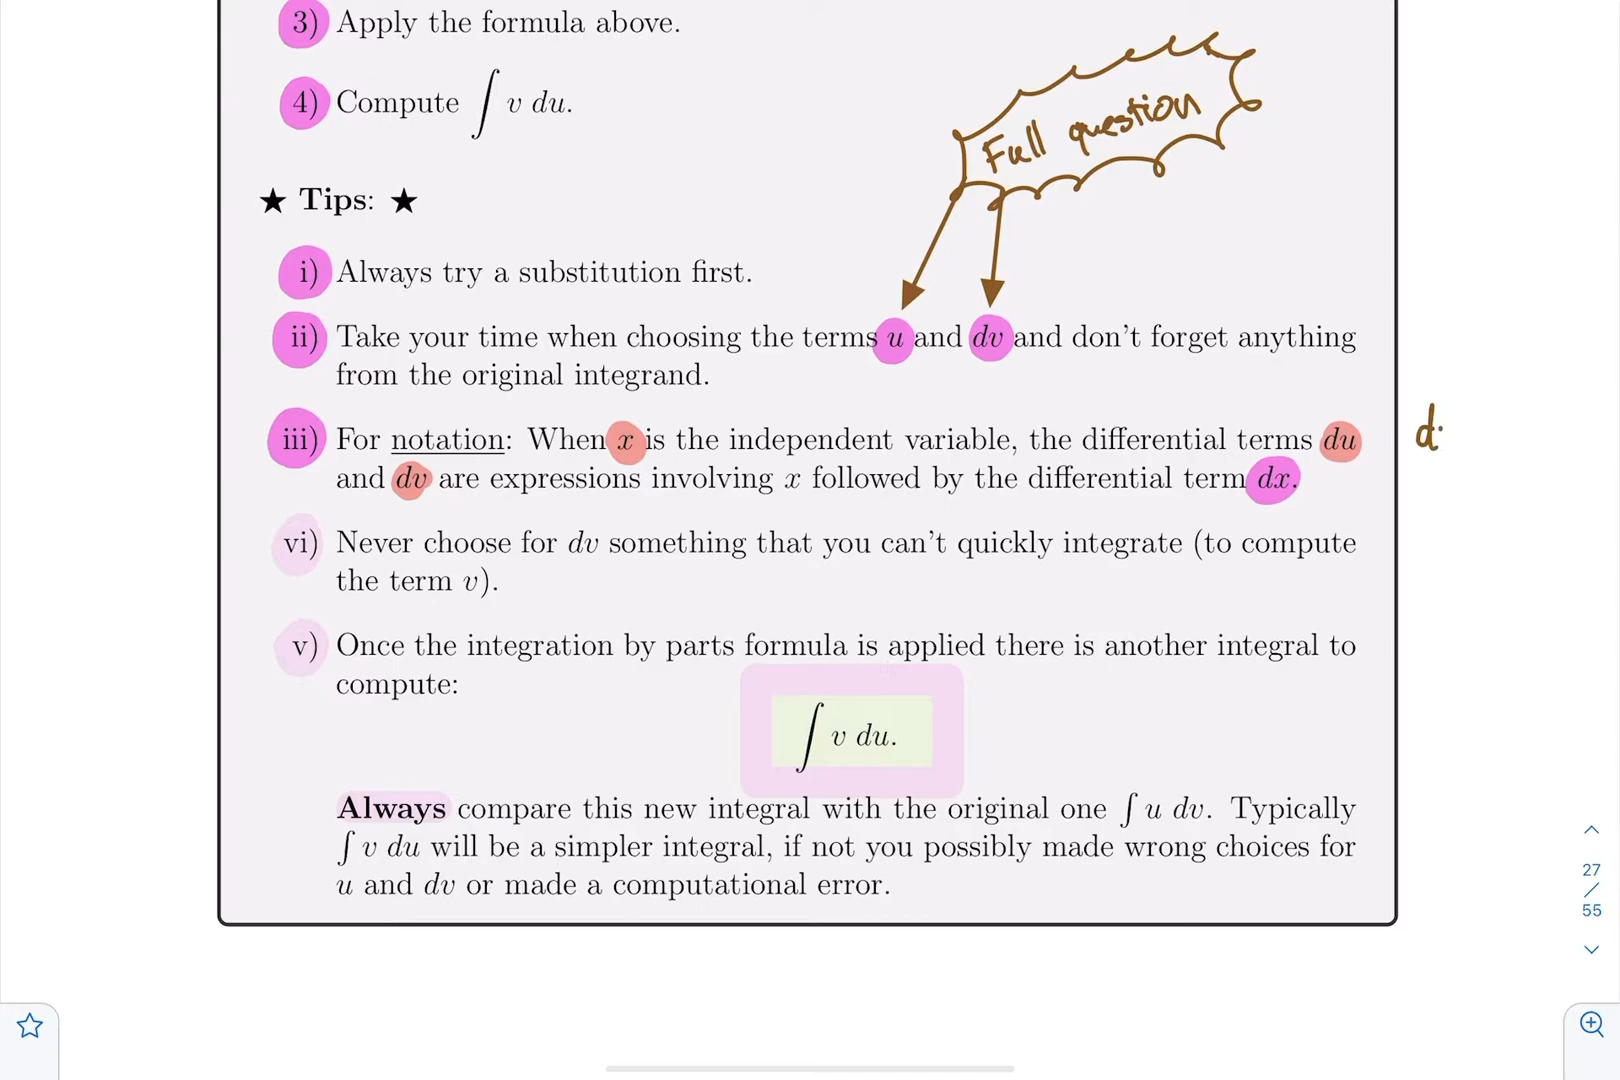 3) Apply the formula above.
4) Compute ∫ v du.
Full question
★ Tips: ★
i) Always try a substitution first.
ii) Take your time when choosing the terms u and dv and don't forget anything
from the original integrand.
iii) For notation: When x is the independent variable, the differential terms du
and dv are expressions involving x followed by the differential term dx.
d
vi) Never choose for dv something that you can't quickly integrate (to compute
the term v).
v) Once the integration by parts formula is applied there is another integral to
compute:
∫ v du.
Always compare this new integral with the original one ∫ u dv. Typically
∫ v du will be a simpler integral, if not you possibly made wrong choices for
u and dv or made a computational error.
27
/
55